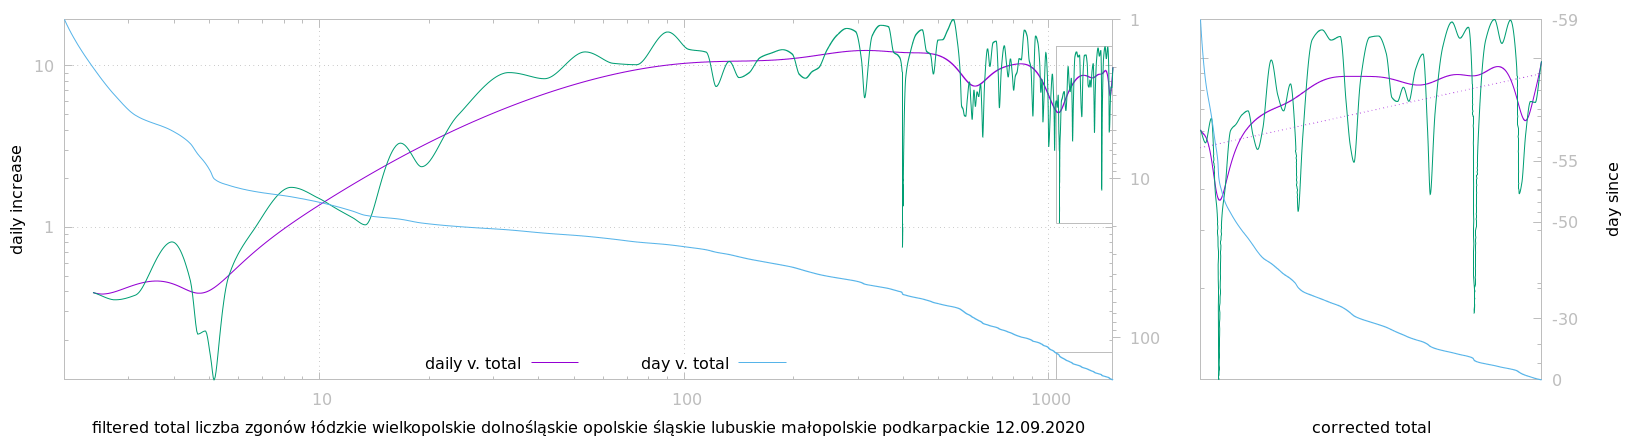 daily increase
10
1
1
10
100
daily v. total
day v. total
10
100
1000
filtered total liczba zgonów łódzkie wielkopolskie dolnośląskie opolskie śląskie lubuskie małopolskie podkarpackie 12.09.2020
-59
-55
-50
-30
0
day since
corrected total